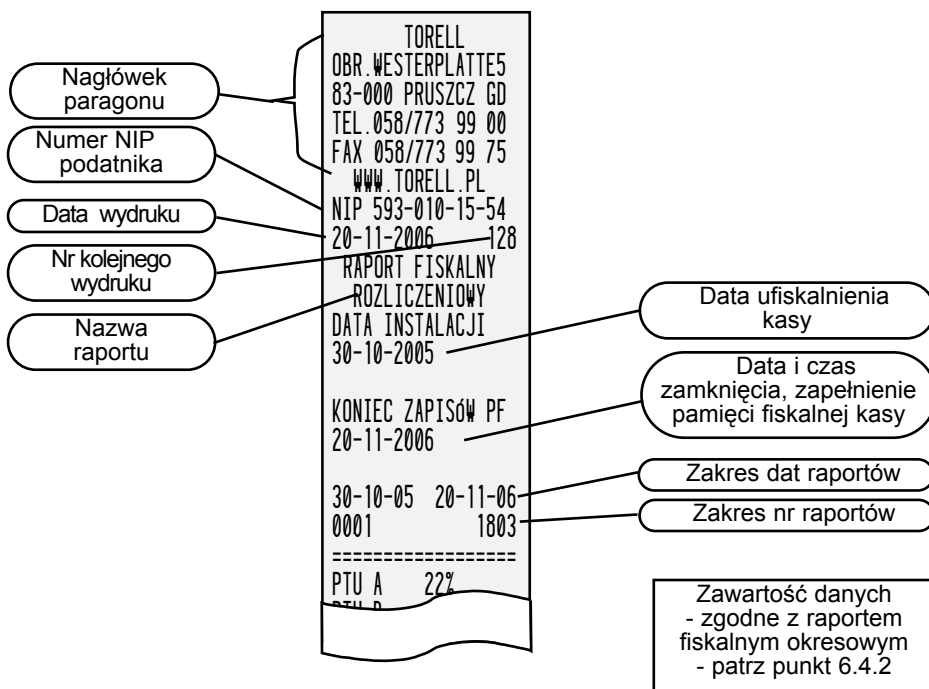 TORELL
OBR.WESTERPLATTE5
83-000 PRUSZCZ GD
TEL.058/773 99 00
FAX 058/773 99 75
WWW.TORELL.PL
NIP 593-010-15-54
20-11-2006 128
RAPORT FISKALNY
ROZLICZENIOWY
DATA INSTALACJI
30-10-2005
KONIEC ZAPISóW PF
20-11-2006
30-10-05 20-11-06
0001 1803
==================
PTU A 22%
Nagłówek
paragonu
Numer NIP
podatnika
Data wydruku
Nr kolejnego
wydruku
Nazwa
raportu
Data ufiskalnienia
kasy
Data i czas
zamknięcia, zapełnienie
pamięci fiskalnej kasy
Zakres dat raportów
Zakres nr raportów
Zawartość danych
- zgodne z raportem
fiskalnym okresowym
- patrz punkt 6.4.2